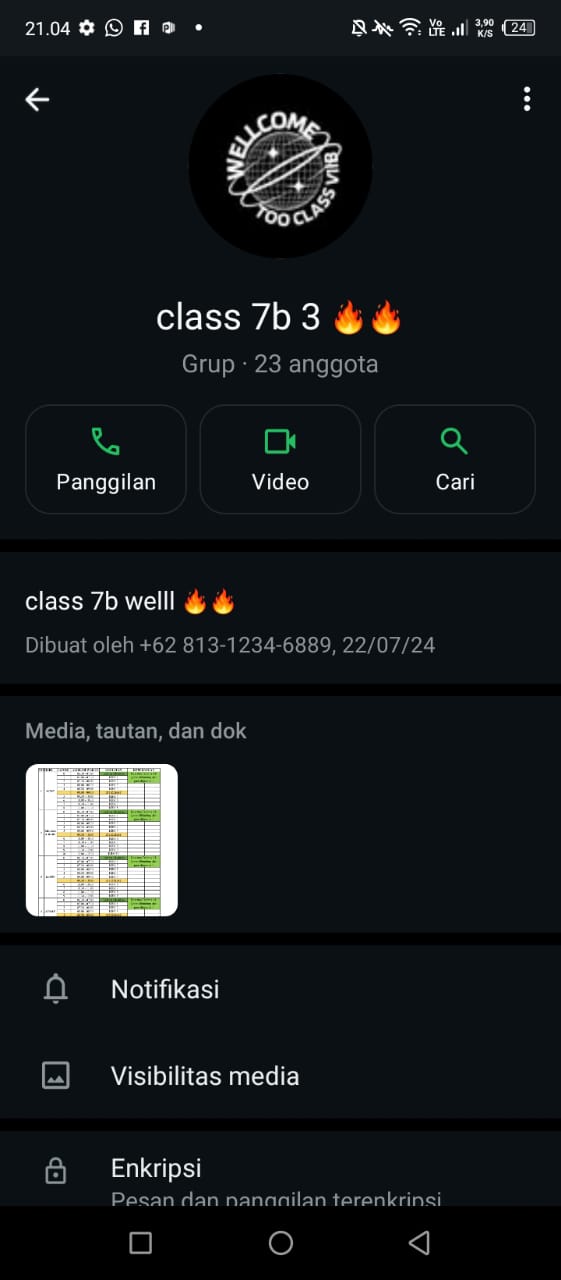 21.04
Vo
LTE
3,90
K/S
24
WELLCOME
TOO CLASS VIIB
class 7b 3 🔥🔥
Grup · 23 anggota
Panggilan
Video
Cari
class 7b welll 🔥🔥
Dibuat oleh +62 813-1234-6889, 22/07/24
Media, tautan, dan dok
Notifikasi
Visibilitas media
Enkripsi
Pesan dan panggilan terenkripsi